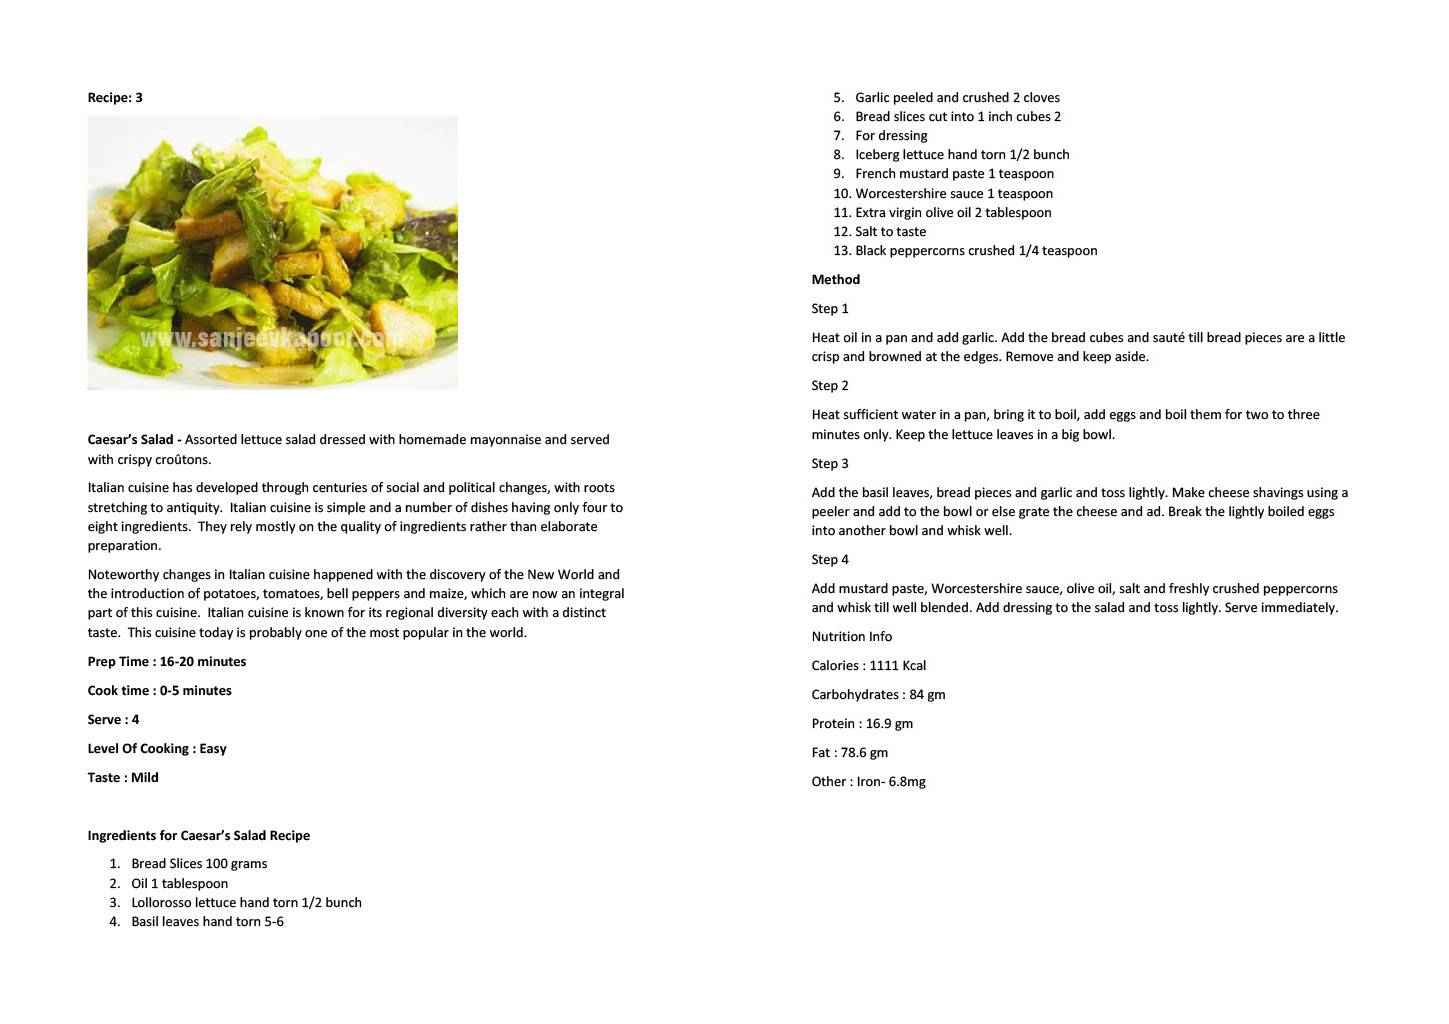 Recipe: 3
www.sanjeevkapoor.com
Caesar’s Salad - Assorted lettuce salad dressed with homemade mayonnaise and served
with crispy croûtons.
Italian cuisine has developed through centuries of social and political changes, with roots
stretching to antiquity.  Italian cuisine is simple and a number of dishes having only four to
eight ingredients.  They rely mostly on the quality of ingredients rather than elaborate
preparation.
Noteworthy changes in Italian cuisine happened with the discovery of the New World and
the introduction of potatoes, tomatoes, bell peppers and maize, which are now an integral
part of this cuisine.  Italian cuisine is known for its regional diversity each with a distinct
taste.  This cuisine today is probably one of the most popular in the world.
Prep Time : 16-20 minutes
Cook time : 0-5 minutes
Serve : 4
Level Of Cooking : Easy
Taste : Mild
Ingredients for Caesar’s Salad Recipe
1. Bread Slices 100 grams
2. Oil 1 tablespoon
3. Lollorosso lettuce hand torn 1/2 bunch
4. Basil leaves hand torn 5-6
5. Garlic peeled and crushed 2 cloves
6. Bread slices cut into 1 inch cubes 2
7. For dressing
8. Iceberg lettuce hand torn 1/2 bunch
9. French mustard paste 1 teaspoon
10. Worcestershire sauce 1 teaspoon
11. Extra virgin olive oil 2 tablespoon
12. Salt to taste
13. Black peppercorns crushed 1/4 teaspoon
Method
Step 1
Heat oil in a pan and add garlic. Add the bread cubes and sauté till bread pieces are a little
crisp and browned at the edges. Remove and keep aside.
Step 2
Heat sufficient water in a pan, bring it to boil, add eggs and boil them for two to three
minutes only. Keep the lettuce leaves in a big bowl.
Step 3
Add the basil leaves, bread pieces and garlic and toss lightly. Make cheese shavings using a
peeler and add to the bowl or else grate the cheese and ad. Break the lightly boiled eggs
into another bowl and whisk well.
Step 4
Add mustard paste, Worcestershire sauce, olive oil, salt and freshly crushed peppercorns
and whisk till well blended. Add dressing to the salad and toss lightly. Serve immediately.
Nutrition Info
Calories : 1111 Kcal
Carbohydrates : 84 gm
Protein : 16.9 gm
Fat : 78.6 gm
Other : Iron- 6.8mg